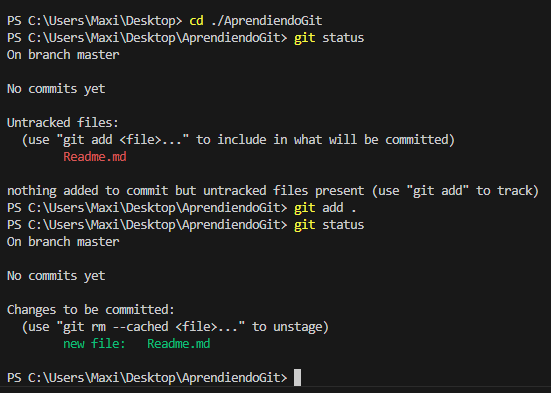 PS C:\Users\Maxi\Desktop> cd ./AprendiendoGit
PS C:\Users\Maxi\Desktop\AprendiendoGit> git status
On branch master
No commits yet
Untracked files:
(use "git add <file>..." to include in what will be committed)
Readme.md
nothing added to commit but untracked files present (use "git add" to track)
PS C:\Users\Maxi\Desktop\AprendiendoGit> git add .
PS C:\Users\Maxi\Desktop\AprendiendoGit> git status
On branch master
No commits yet
Changes to be committed:
(use "git rm --cached <file>..." to unstage)
new file:   Readme.md
PS C:\Users\Maxi\Desktop\AprendiendoGit>